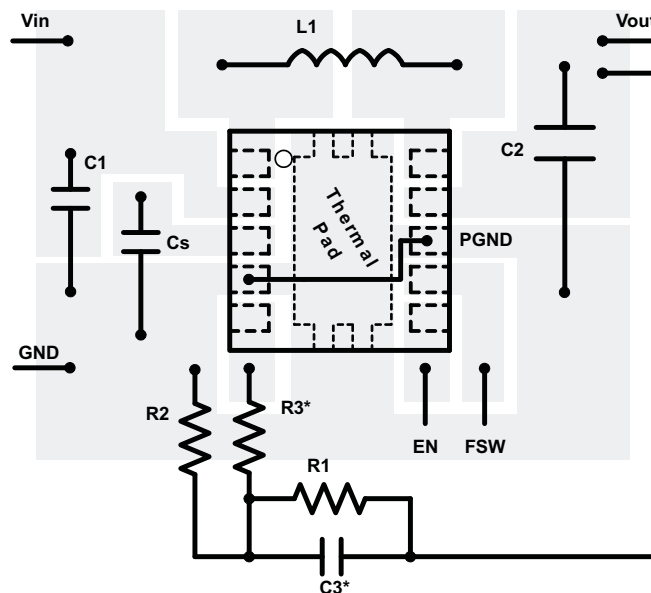 Vin
L1
Vout
C1
C2
Cs
Thermal
Pad
PGND
GND
R2
R3*
EN
FSW
R1
C3*